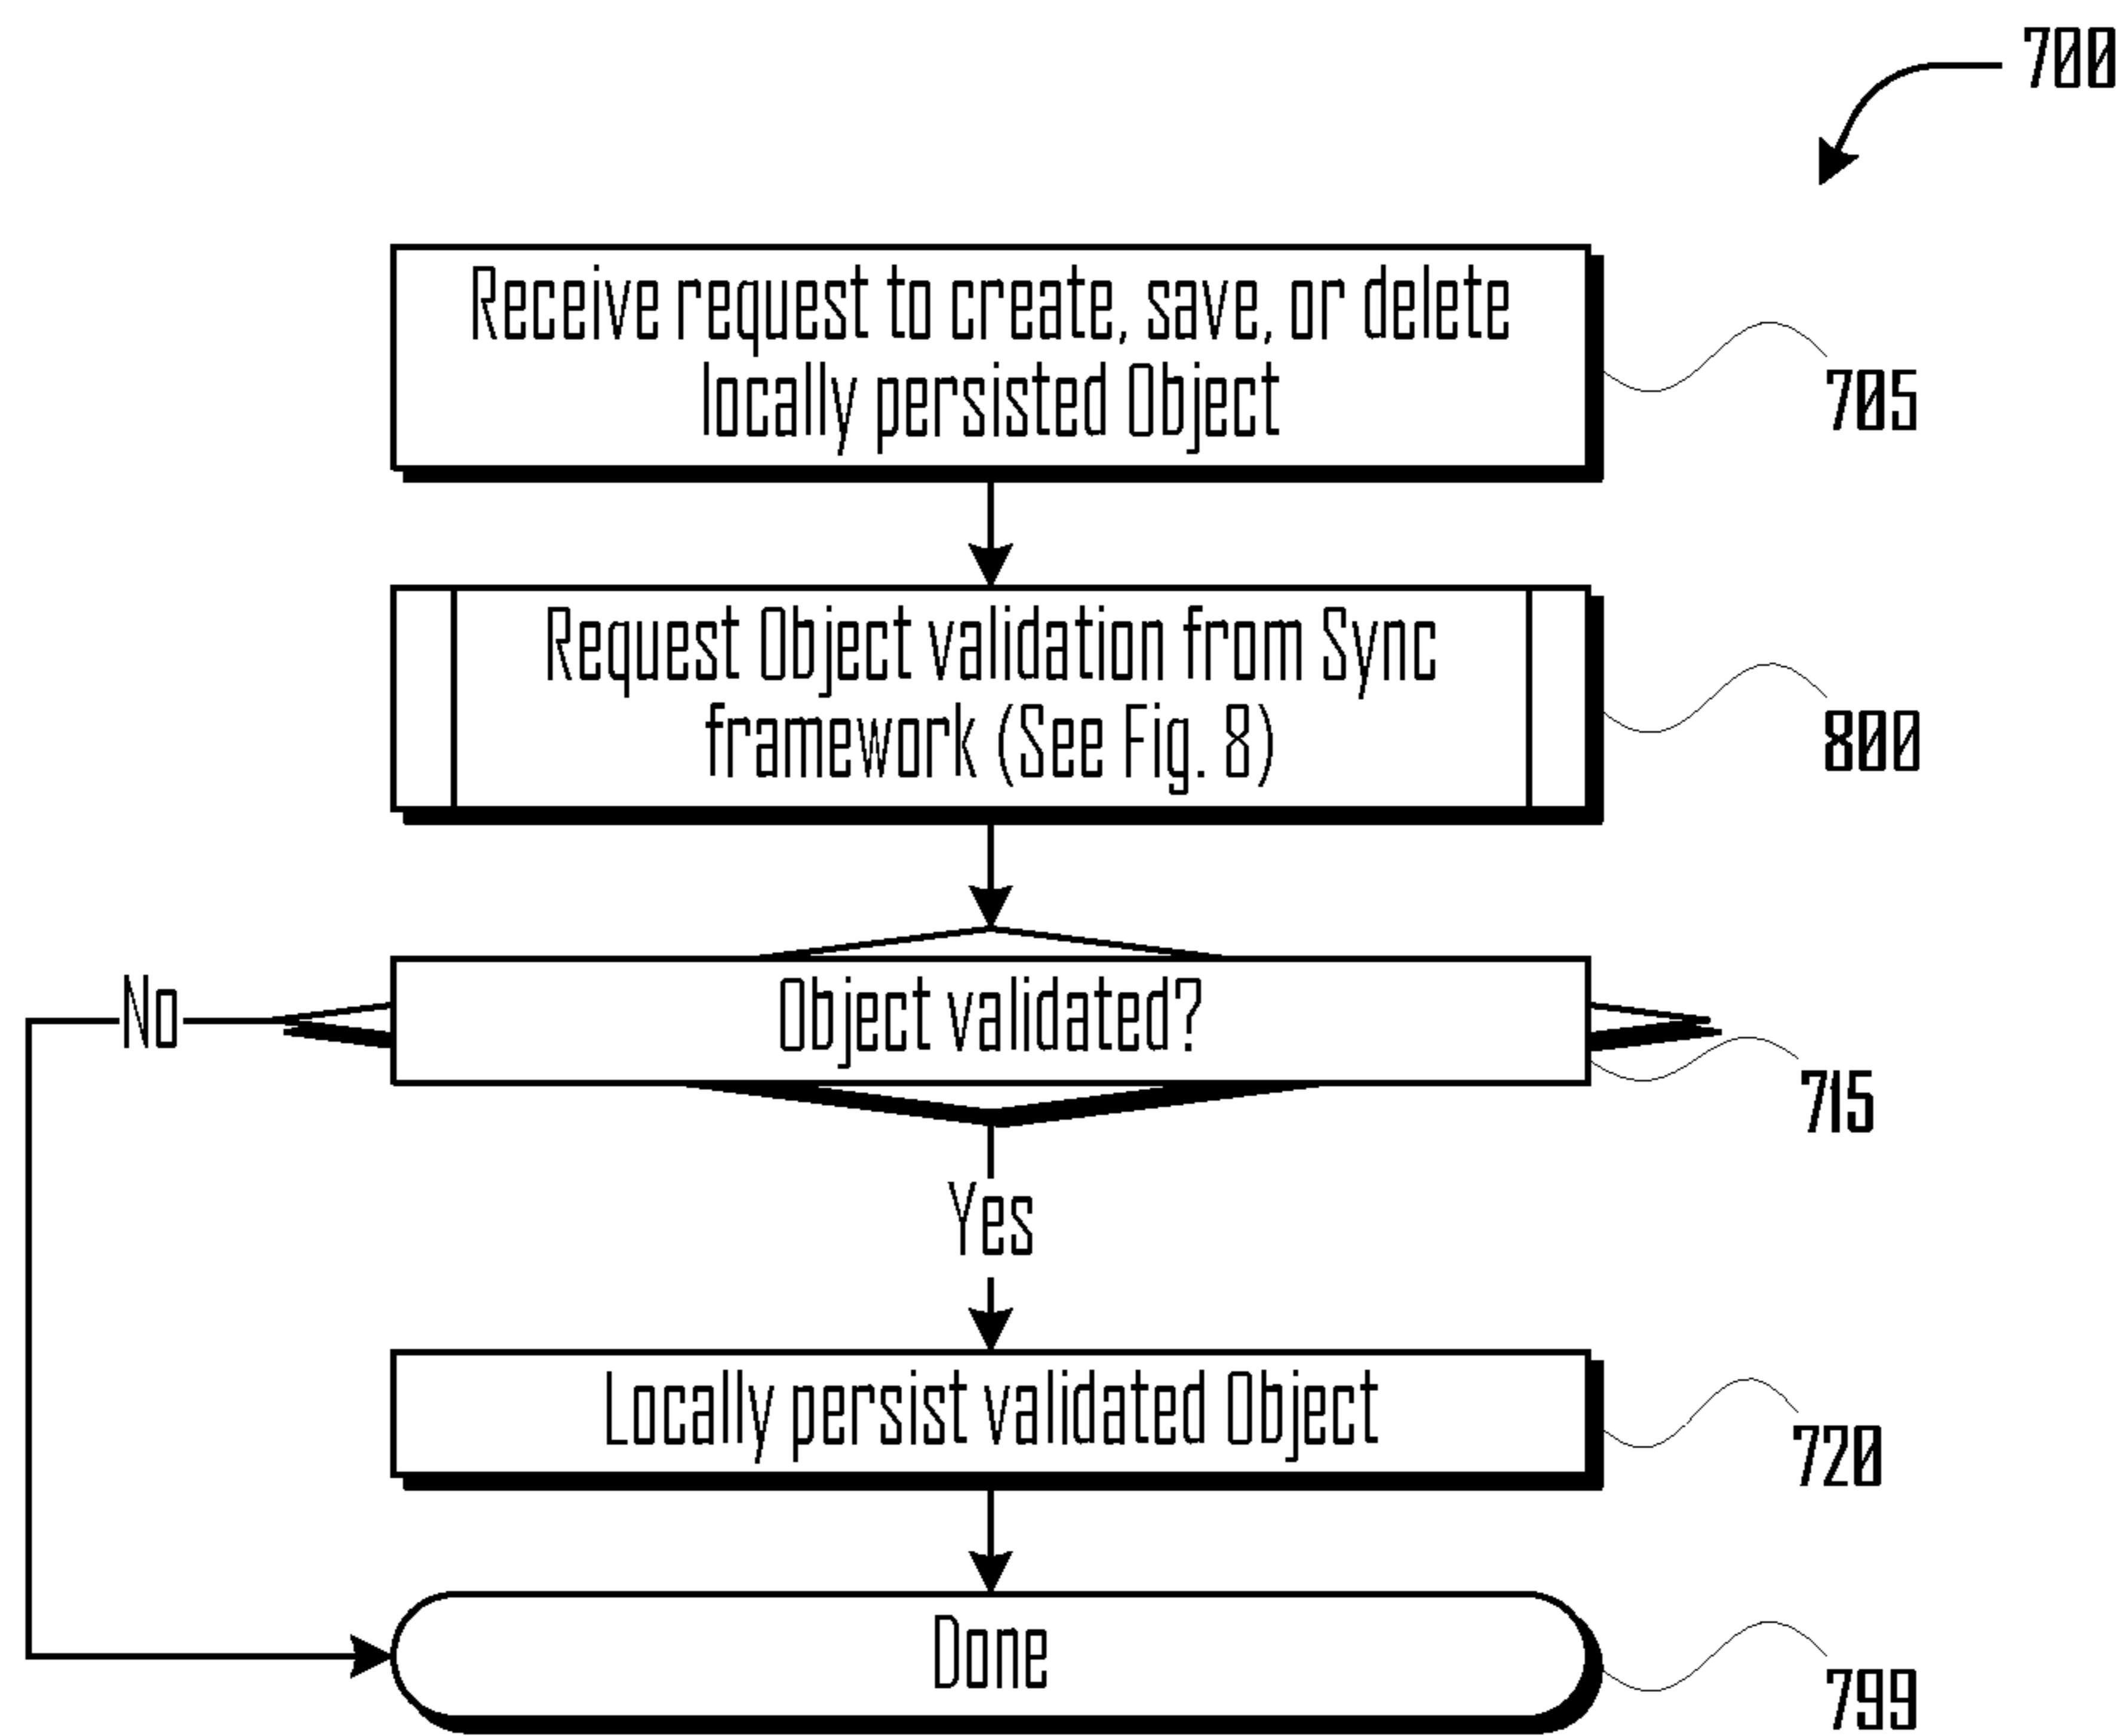 700
Receive request to create, save, or delete
locally persisted Object
705
Request Object validation from Sync
framework (See Fig. 8)
800
No
Object validated?
715
Yes
Locally persist validated Object
720
Done
799